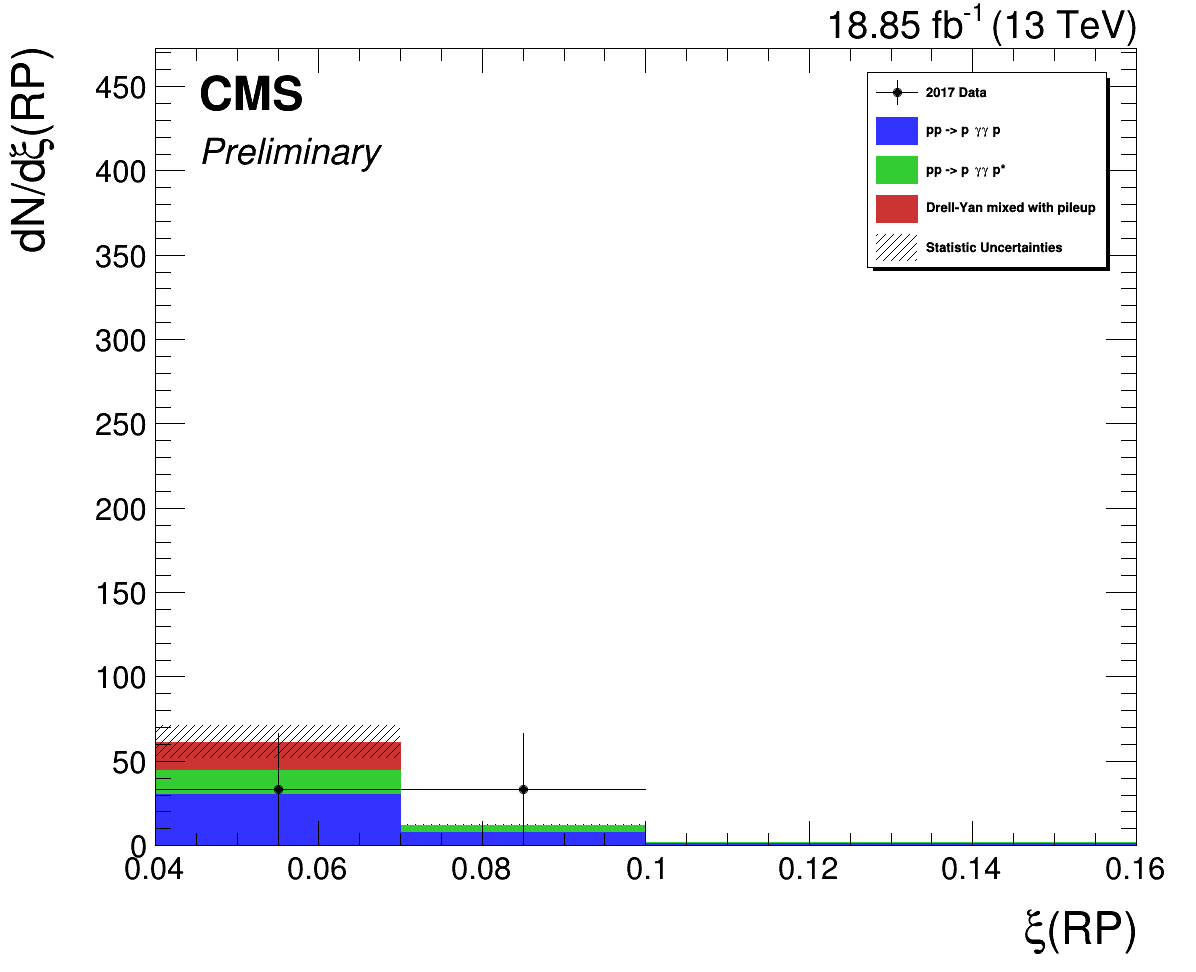 18.85 fb⁻¹ (13 TeV)
dN/dξ(RP)
CMS
Preliminary
2017 Data
pp -> p γγ p
pp -> p γγ p*
Drell-Yan mixed with pileup
Statistic Uncertainties
450
400
350
300
250
200
150
100
50
0
0.04 0.06 0.08 0.1 0.12 0.14 0.16
ξ(RP)